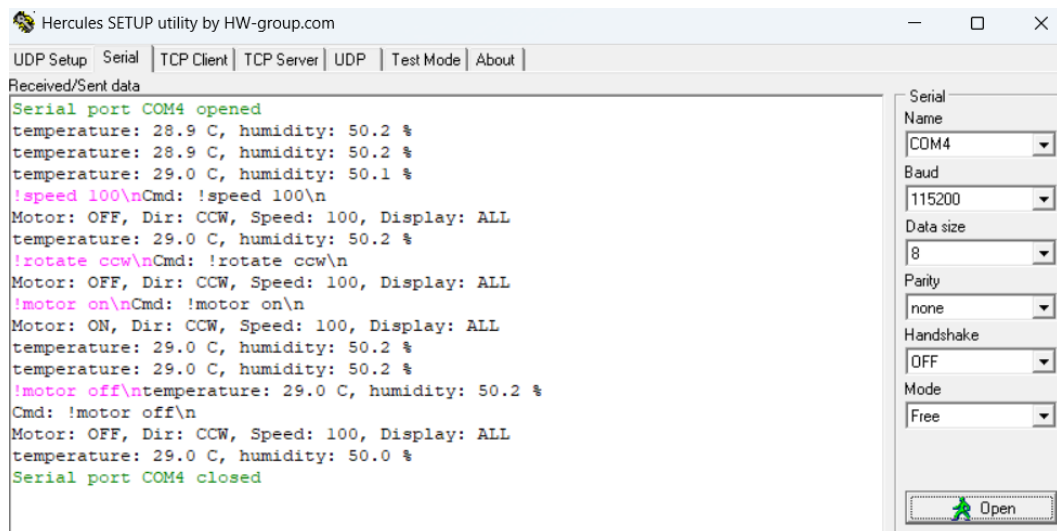 Hercules SETUP utility by HW-group.com
UDP Setup Serial TCP Client TCP Server UDP Test Mode About
Received/Sent data
Serial port COM4 opened
temperature: 28.9 C, humidity: 50.2 %
temperature: 28.9 C, humidity: 50.2 %
temperature: 29.0 C, humidity: 50.1 %
!speed 100\nCmd: !speed 100\n
Motor: OFF, Dir: CCW, Speed: 100, Display: ALL
temperature: 29.0 C, humidity: 50.2 %
!rotate ccw\nCmd: !rotate ccw\n
Motor: OFF, Dir: CCW, Speed: 100, Display: ALL
!motor on\nCmd: !motor on\n
Motor: ON, Dir: CCW, Speed: 100, Display: ALL
temperature: 29.0 C, humidity: 50.2 %
temperature: 29.0 C, humidity: 50.2 %
!motor off\ntemperature: 29.0 C, humidity: 50.2 %
Cmd: !motor off\n
Motor: OFF, Dir: CCW, Speed: 100, Display: ALL
temperature: 29.0 C, humidity: 50.0 %
Serial port COM4 closed
Serial
Name
COM4
Baud
115200
Data size
8
Parity
none
Handshake
OFF
Mode
Free
Open